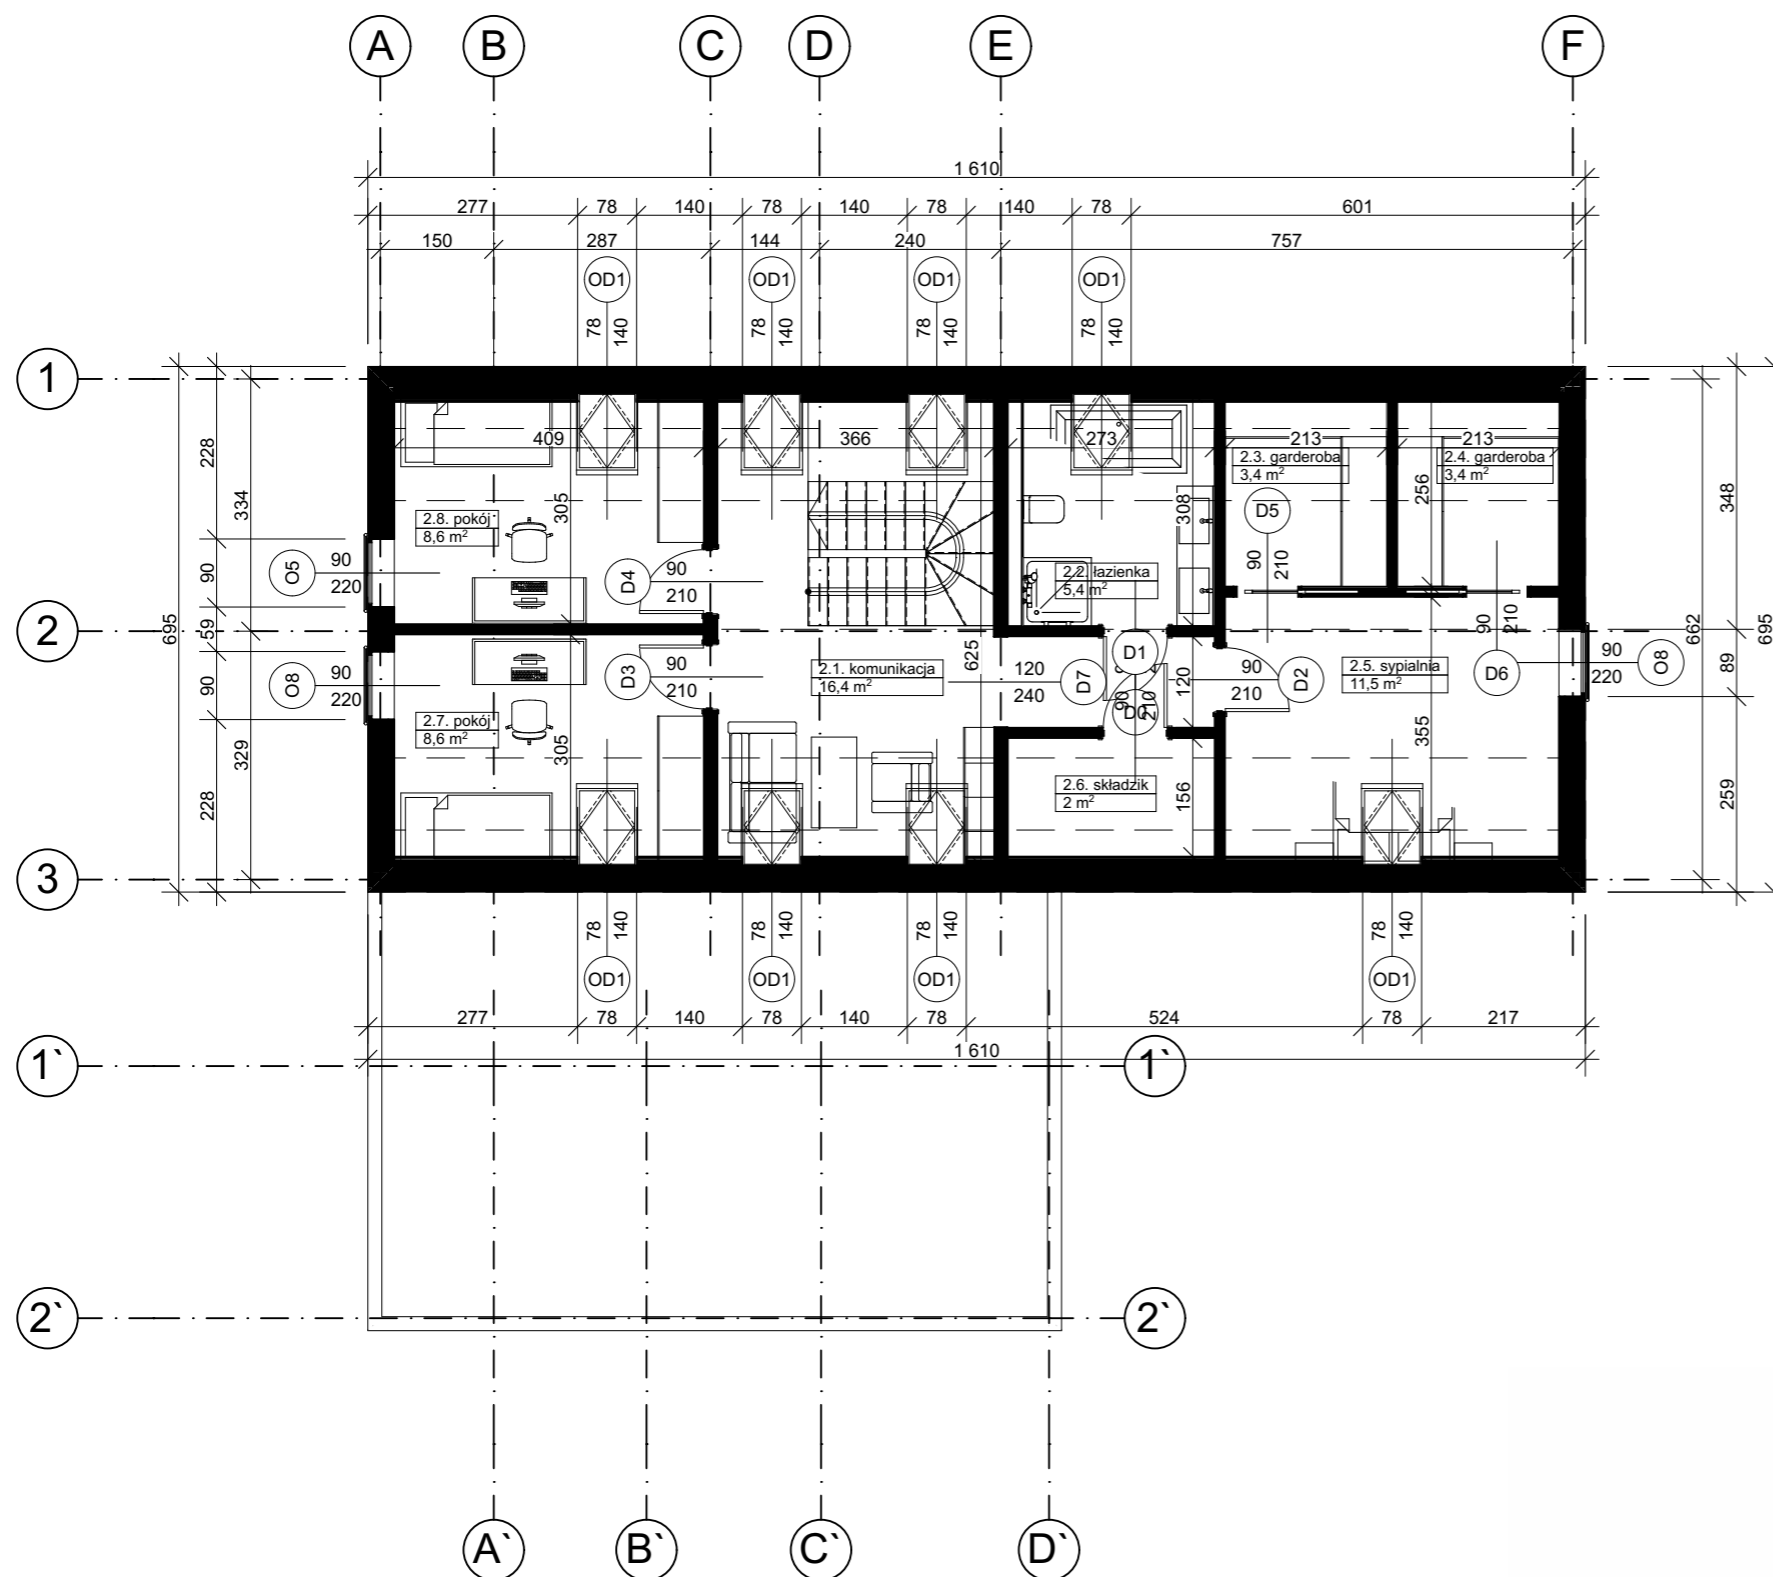 A B C D E F
1 610
277 78 140 78 140 78 140 78 601
150 287 144 240 757
OD1 OD1 OD1 OD1
78 140 78 140 78 140 78 140
1
2
3
695
228 90 59 90 228
334 329
O5 90 220
O8 90 220
409 366 273 213 213
2.8. pokój
8,6 m²
305
D4 90 210
2.7. pokój
8,6 m²
305
D3 90 210
2.1. komunikacja
16,4 m²
625
120 240 D7
2.2. łazienka
5,4 m²
308
D1
90 210
120
2.3. garderoba
3,4 m²
D5
90 210
256
2.4. garderoba
3,4 m²
90 210
D6
90 210 D2
2.5. sypialnia
11,5 m²
355
2.6. składzik
2 m²
156
90 220 O8
662
348 89 259
695
78 140 78 140 78 140 78 140
OD1 OD1 OD1 OD1
277 78 140 78 140 78 524 78 217
1 610
1` 1`
2` 2`
A` B` C` D`